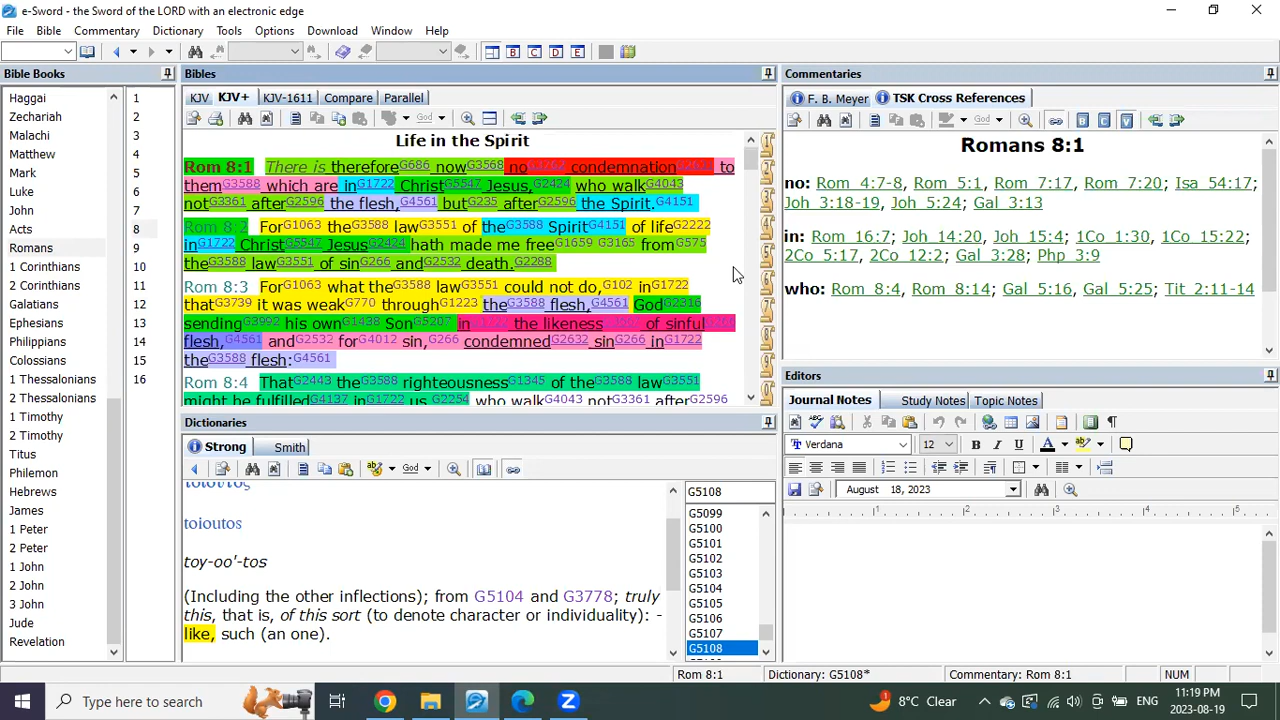 e-Sword - the Sword of the LORD with an electronic edge
File Bible Commentary Dictionary Tools Options Download Window Help
B C D E
Bible Books
Haggai
Zechariah
Malachi
Matthew
Mark
Luke
John
Acts
Romans
1 Corinthians
2 Corinthians
Galatians
Ephesians
Philippians
Colossians
1 Thessalonians
2 Thessalonians
1 Timothy
2 Timothy
Titus
Philemon
Hebrews
James
1 Peter
2 Peter
1 John
2 John
3 John
Jude
Revelation
1
2
3
4
5
6
7
8
9
10
11
12
13
14
15
16
Bibles
KJV KJV+ KJV-1611 Compare Parallel
God
Life in the Spirit
Rom 8:1 There is therefore G686 now G3568 no condemnation to
them G3588 which are in G1722 Christ G5547 Jesus, G2424 who walk G4043
not G3361 after G2596 the flesh, G4561 but G235 after G2596 the Spirit. G4151
Rom 8:2 For G1063 the G3588 law G3551 of the G3588 Spirit G4151 of life G2222
in G1722 Christ G5547 Jesus G2424 hath made me free G1659 G3165 from G575
the G3588 law G3551 of sin G266 and G2532 death. G2288
Rom 8:3 For G1063 what the G3588 law G3551 could not do, G102 in G1722
that G3739 it was weak G770 through G1223 the G3588 flesh, G4561 God G2316
sending G3992 his own G1438 Son G5207 in the likeness of sinful
flesh, G4561 and G2532 for G4012 sin, G266 condemned G2632 sin G266 in G1722
the G3588 flesh: G4561
Rom 8:4 That G2443 the G3588 righteousness G1345 of the G3588 law G3551
might be fulfilled G4137 in G1722 us, G2254 who walk G4043 not G3361 after G2596
Dictionaries
Strong Smith
God
toioutos
toy-oo'-tos
(Including the other inflections); from G5104 and G3778; truly
this, that is, of this sort (to denote character or individuality): -
like, such (an one).
G5108
G5099
G5100
G5101
G5102
G5103
G5104
G5105
G5106
G5107
G5108
Commentaries
F. B. Meyer TSK Cross References
God B C V
Romans 8:1
no: Rom 4:7-8, Rom 5:1, Rom 7:17, Rom 7:20; Isa 54:17;
Joh 3:18-19, Joh 5:24; Gal 3:13
in: Rom 16:7; Joh 14:20, Joh 15:4; 1Co 1:30, 1Co 15:22;
2Co 5:17, 2Co 12:2; Gal 3:28; Php 3:9
who: Rom 8:4, Rom 8:14; Gal 5:16, Gal 5:25; Tit 2:11-14
Editors
Journal Notes Study Notes Topic Notes
Verdana 12 B I U A
August 18, 2023
1 2 3 4 5
Rom 8:1 Dictionary: G5108* Commentary: Rom 8:1 NUM
Type here to search
8°C Clear ENG
11:19 PM
2023-08-19